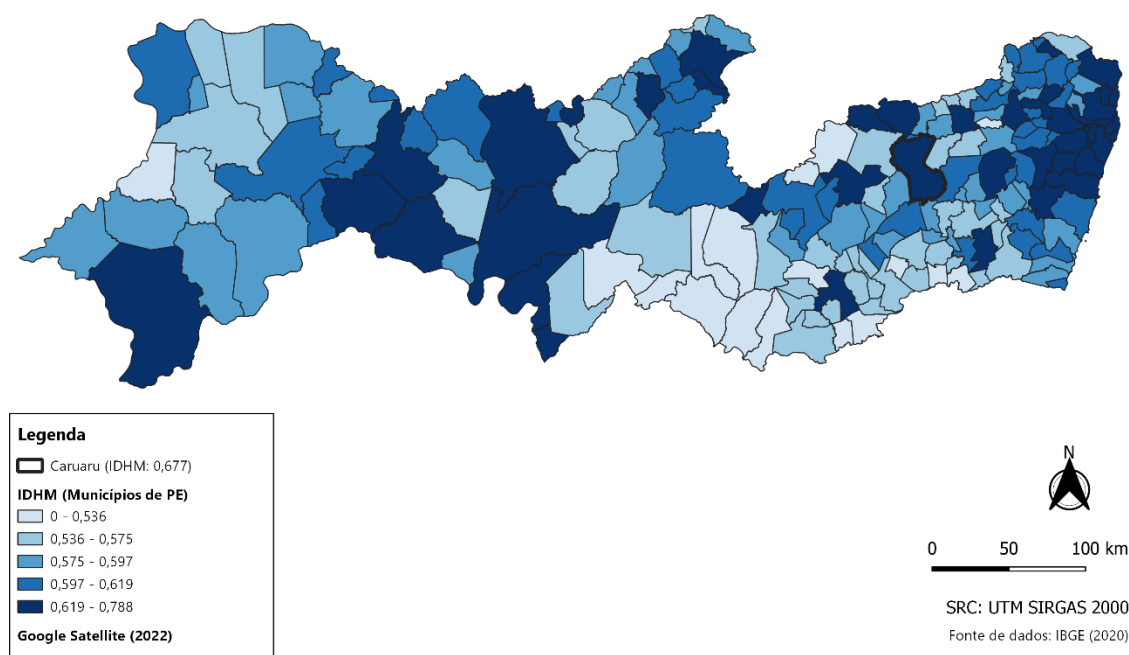 Legenda
Caruaru (IDHM: 0,677)
IDHM (Municípios de PE)
0 - 0,536
0,536 - 0,575
0,575 - 0,597
0,597 - 0,619
0,619 - 0,788
Google Satellite (2022)
N
0 50 100 km
SRC: UTM SIRGAS 2000
Fonte de dados: IBGE (2020)